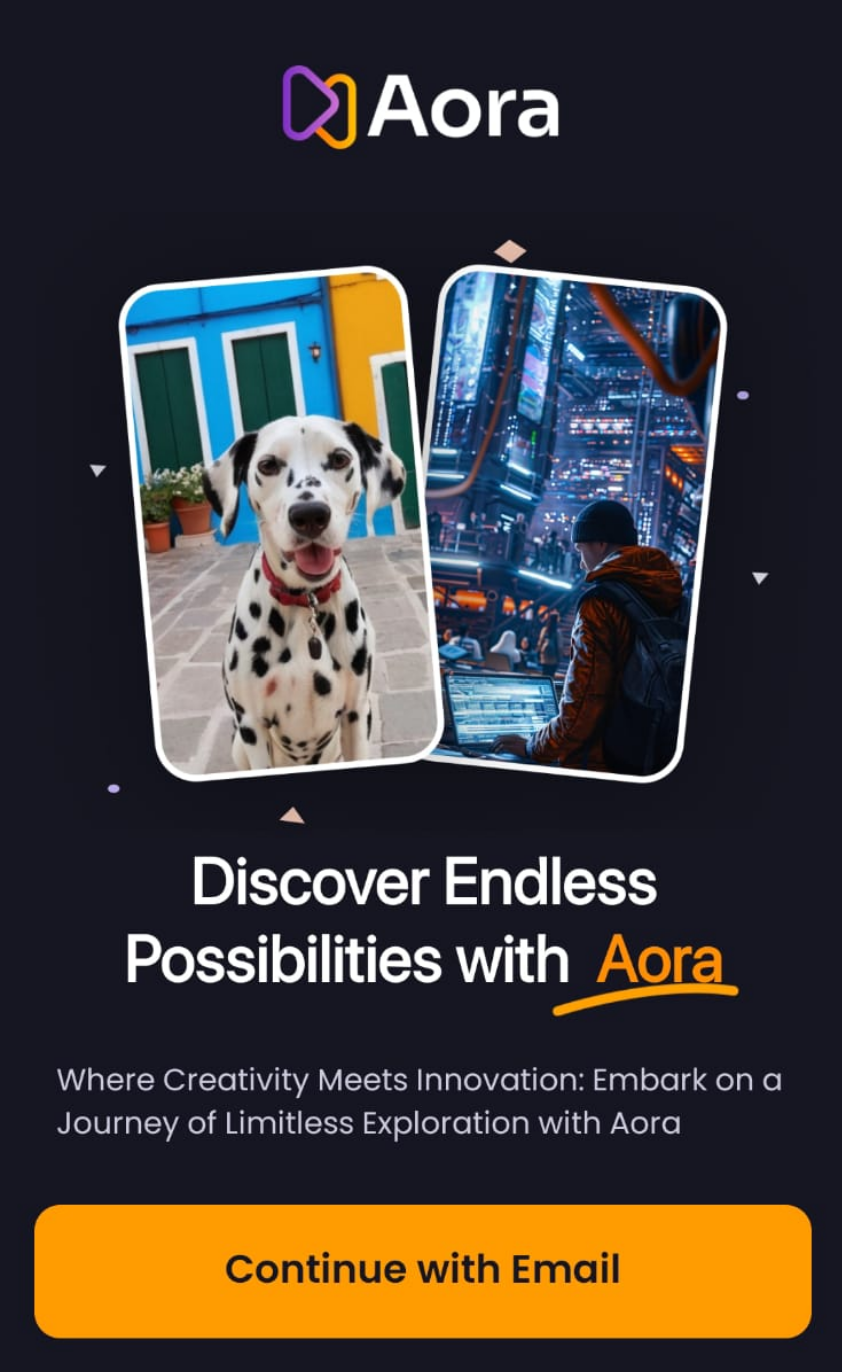 Aora
Discover Endless
Possibilities with Aora
Where Creativity Meets Innovation: Embark on a
Journey of Limitless Exploration with Aora
Continue with Email